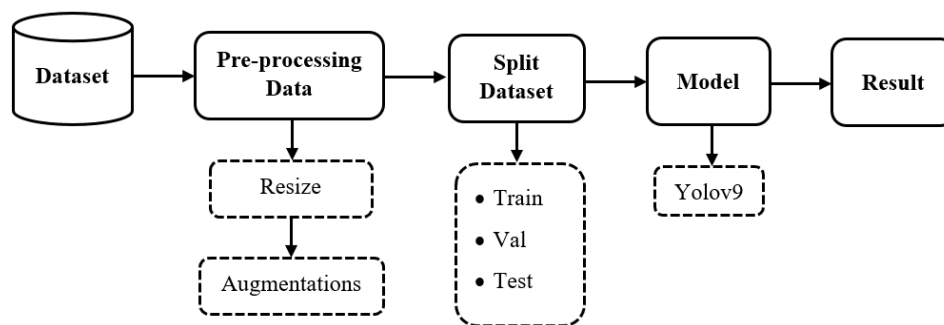 Dataset
Pre-processing
Data
Split
Dataset
Model
Result
Resize
Augmentations
• Train
• Val
• Test
Yolov9